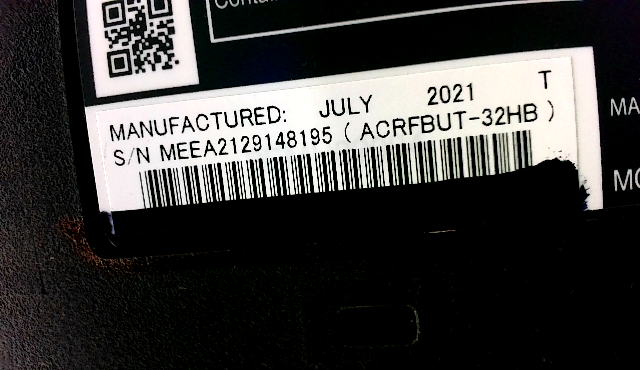 MANUFACTURED: JULY 2021 T
S/N MEEA2129148195 ( ACRFBUT-32HB )